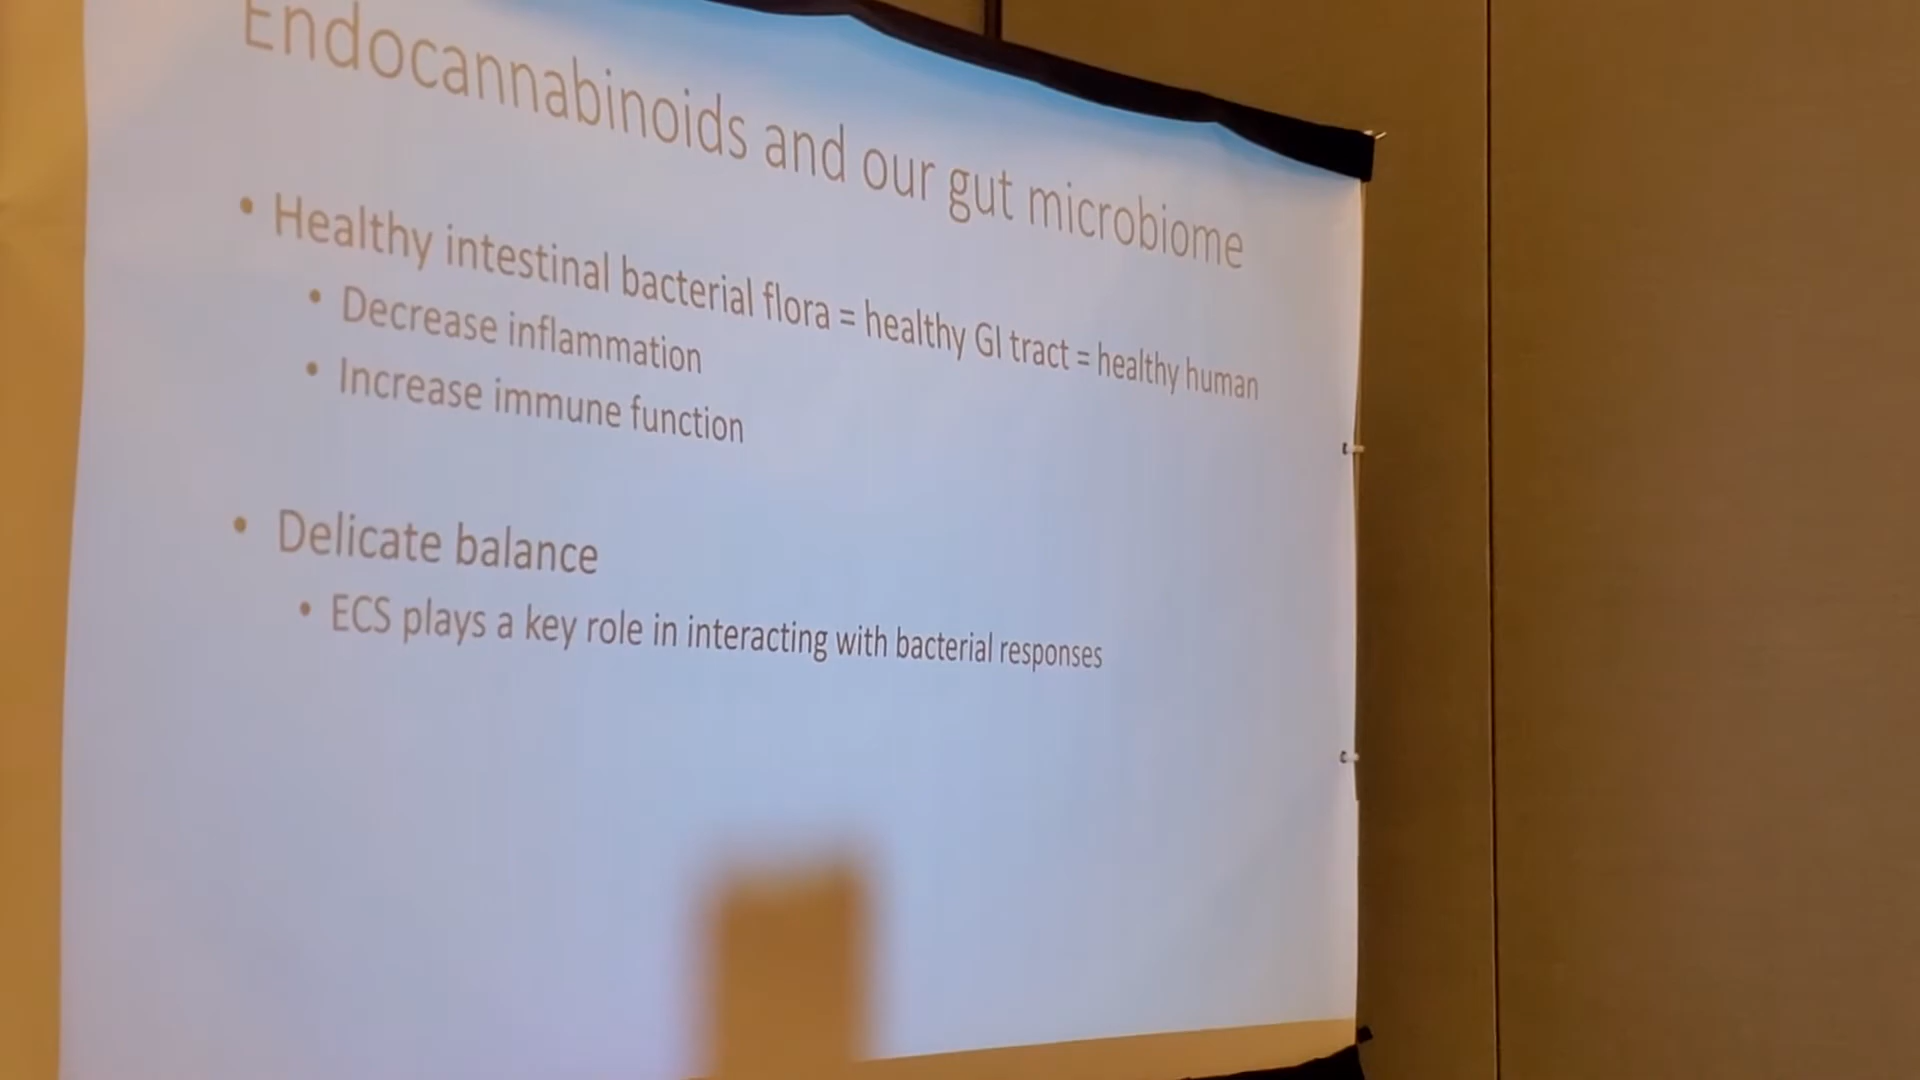 Endocannabinoids and our gut microbiome
• Healthy intestinal bacterial flora = healthy GI tract = healthy human
• Decrease inflammation
• Increase immune function
• Delicate balance
• ECS plays a key role in interacting with bacterial responses